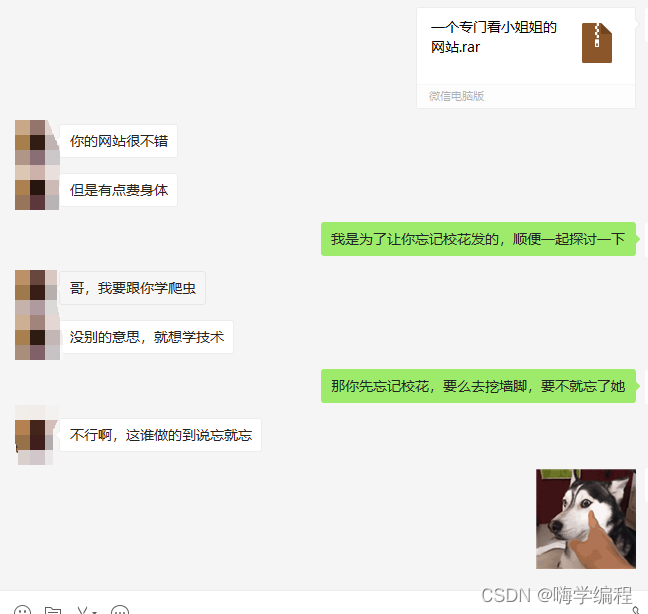 一个专门看小姐姐的
网站.rar
微信电脑版
你的网站很不错
但是有点费身体
我是为了让你忘记校花发的，顺便一起探讨一下
哥，我要跟你学爬虫
没别的意思，就想学技术
那你先忘记校花，要么去挖墙脚，要不就忘了她
不行啊，这谁做的到说忘就忘
CSDN @嗨学编程